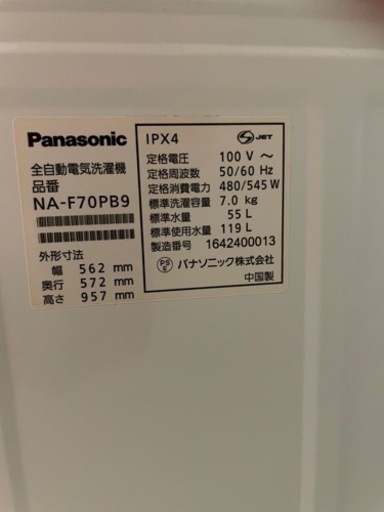 Panasonic
全自動電気洗濯機
品番
NA-F70PB9
外形寸法
幅 562 mm
奥行 572 mm
高さ 957 mm
IPX4 S JET
定格電圧 100 V ～
定格周波数 50/60 Hz
定格消費電力 480/545 W
標準洗濯容量 7.0 kg
標準水量 55 L
標準使用水量 119 L
製造番号 1642400013
PS E パナソニック株式会社
中国製